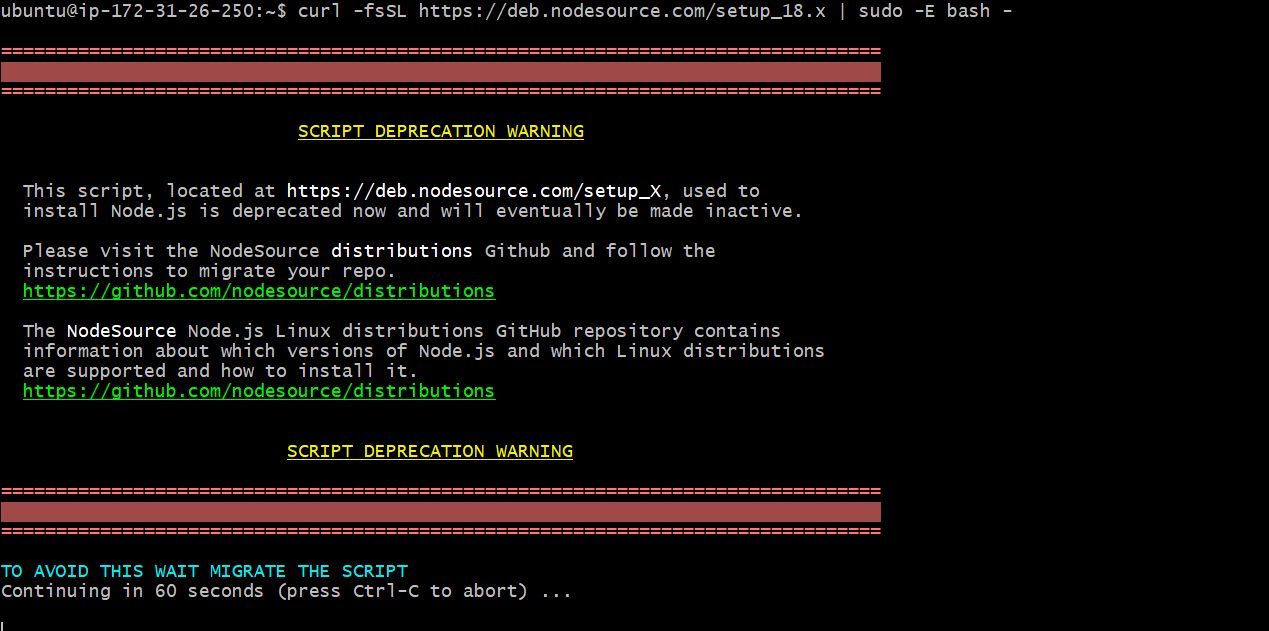 ubuntu@ip-172-31-26-250:~$ curl -fsSL https://deb.nodesource.com/setup_18.x | sudo -E bash -
================================================================================
================================================================================
SCRIPT DEPRECATION WARNING
This script, located at https://deb.nodesource.com/setup_X, used to
install Node.js is deprecated now and will eventually be made inactive.
Please visit the NodeSource distributions Github and follow the
instructions to migrate your repo.
https://github.com/nodesource/distributions
The NodeSource Node.js Linux distributions GitHub repository contains
information about which versions of Node.js and which Linux distributions
are supported and how to install it.
https://github.com/nodesource/distributions
SCRIPT DEPRECATION WARNING
================================================================================
================================================================================
TO AVOID THIS WAIT MIGRATE THE SCRIPT
Continuing in 60 seconds (press Ctrl-C to abort) ...